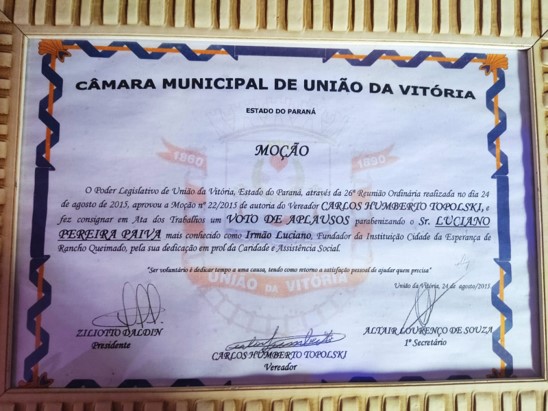 CÂMARA MUNICIPAL DE UNIÃO DA VITÓRIA
ESTADO DO PARANÁ
MOÇÃO
1860 1890
O Poder Legislativo de União da Vitória, Estado do Paraná, através da 26ª Reunião Ordinária realizada no dia 24
de agosto de 2015, aprovou a Moção nº 22/2015 de autoria do Vereador CARLOS HUMBERTO TOPOLSKI, e
fez consignar em Ata dos Trabalhos um VOTO DE APLAUSOS parabenizando o Sr. LUCIANO
PEREIRA PAIVA mais conhecido como Irmão Luciano, Fundador da Instituição Cidade da Esperança de
Rancho Queimado, pela sua dedicação em prol da Caridade e Assistência Social.
"Ser voluntário é dedicar tempo a uma causa, tendo como retorno a satisfação pessoal de ajudar quem precisa"
UNIÃO DA VITÓRIA
União da Vitória, 24 de agosto/2015
ZILIOTTO DALDIN
Presidente
CARLOS HUMBERTO TOPOLSKI
Vereador
ALTAIR LOURENÇO DE SOUZA
1º Secretário